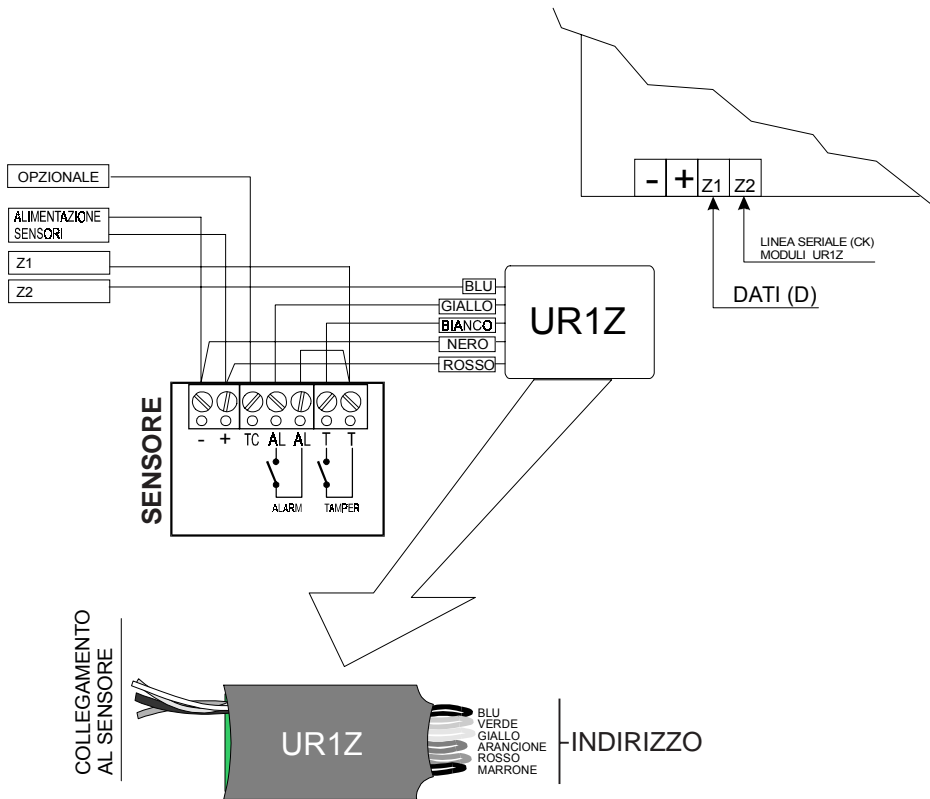 OPZIONALE
ALIMENTAZIONE
SENSORI
Z1
Z2
- + Z1 Z2
LINEA SERIALE (CK)
MODULI UR1Z
DATI (D)
BLU
GIALLO
BIANCO
NERO
ROSSO
UR1Z
SENSORE
- + TC AL AL T T
ALARM TAMPER
COLLEGAMENTO
AL SENSORE
UR1Z
BLU
VERDE
GIALLO
ARANCIONE
ROSSO
MARRONE
INDIRIZZO